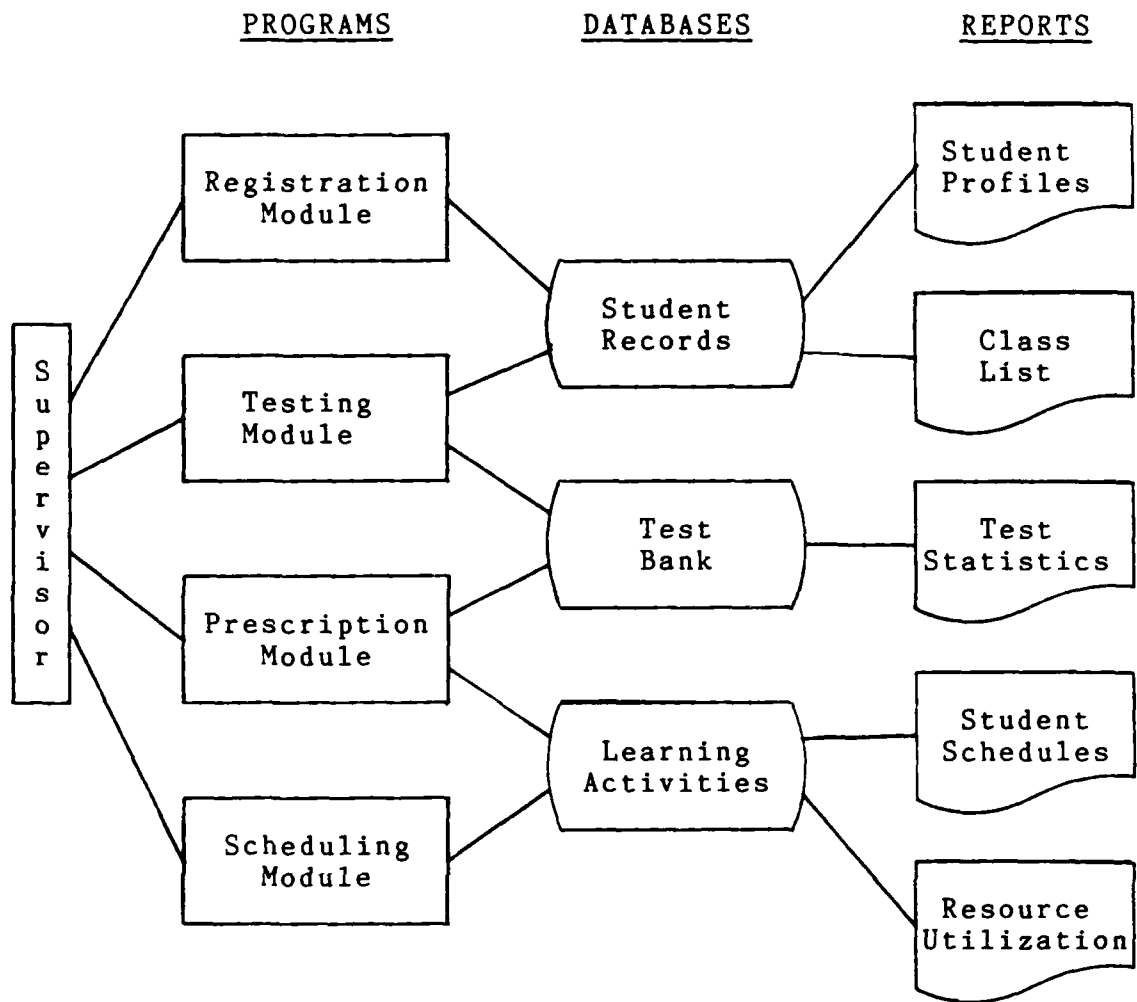 PROGRAMS
DATABASES
REPORTS
Supervisor
Registration
Module
Testing
Module
Prescription
Module
Scheduling
Module
Student
Records
Test
Bank
Learning
Activities
Student
Profiles
Class
List
Test
Statistics
Student
Schedules
Resource
Utilization